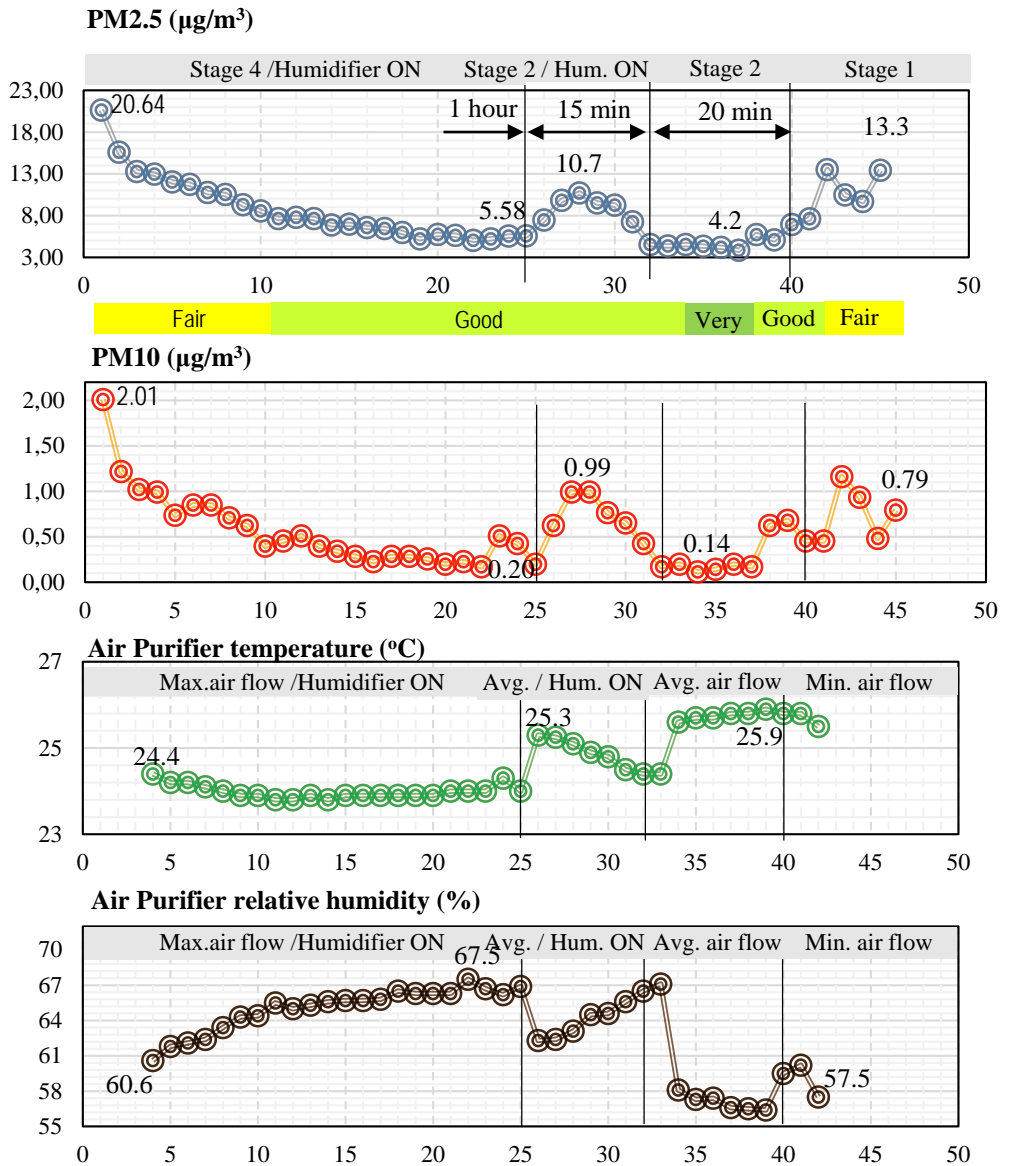 PM2.5 (µg/m³)
Stage 4 /Humidifier ON Stage 2 / Hum. ON Stage 2 Stage 1
23,00
18,00
13,00
8,00
3,00
20.64
1 hour 15 min 20 min
10.7
13.3
5.58
4.2
0 10 20 30 40 50
Fair Good Very Good Fair
PM10 (µg/m³)
2,00
1,50
1,00
0,50
0,00
2.01
0.99
0.79
0.20
0.14
0 5 10 15 20 25 30 35 40 45 50
Air Purifier temperature (ºC)
Max.air flow /Humidifier ON Avg. / Hum. ON Avg. air flow Min. air flow
27
25
23
24.4
25.3
25.9
0 5 10 15 20 25 30 35 40 45 50
Air Purifier relative humidity (%)
Max.air flow /Humidifier ON Avg. / Hum. ON Avg. air flow Min. air flow
70
67
64
61
58
55
67.5
60.6
57.5
0 5 10 15 20 25 30 35 40 45 50